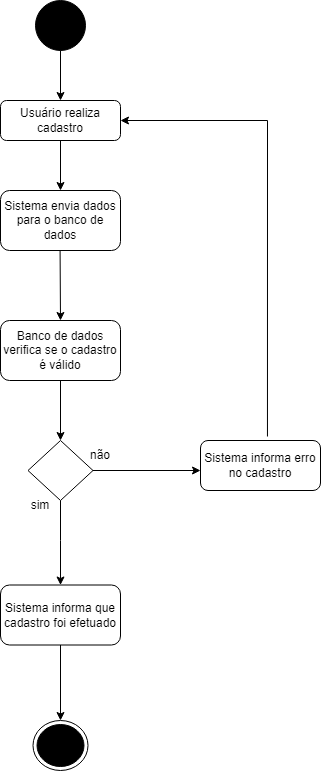 Usuário realiza
cadastro
Sistema envia dados
para o banco de
dados
Banco de dados
verifica se o cadastro
é válido
não
Sistema informa erro
no cadastro
sim
Sistema informa que
cadastro foi efetuado